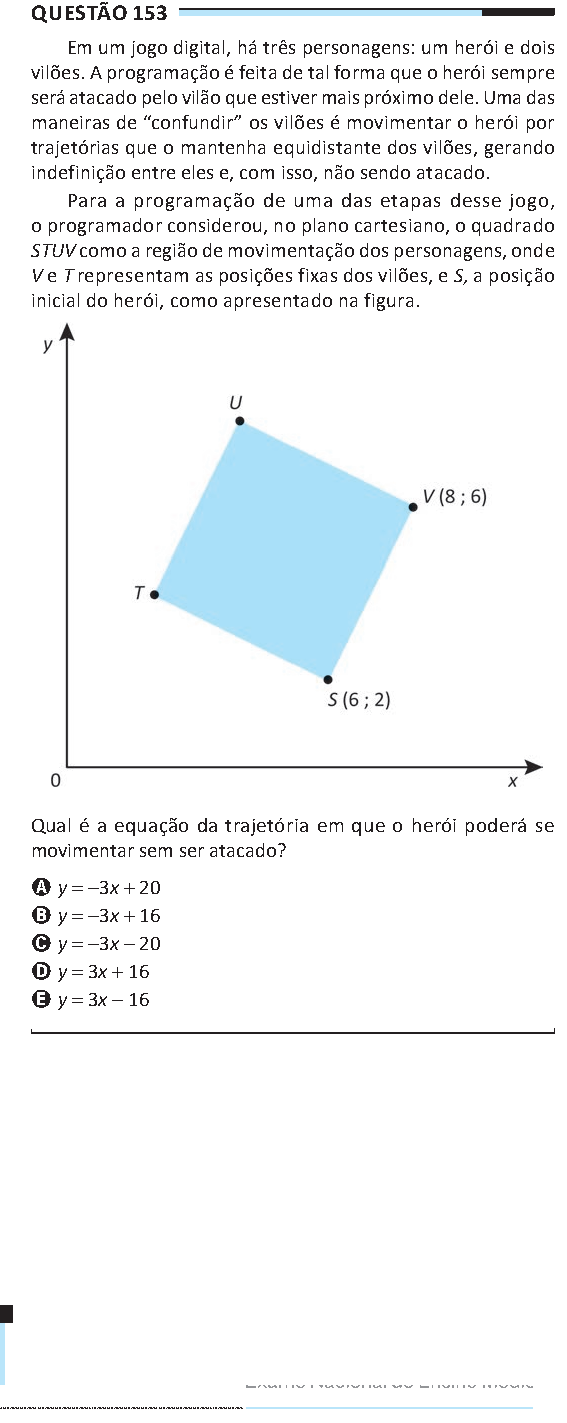 QUESTÃO 153
Em um jogo digital, há três personagens: um herói e dois
vilões. A programação é feita de tal forma que o herói sempre
será atacado pelo vilão que estiver mais próximo dele. Uma das
maneiras de “confundir” os vilões é movimentar o herói por
trajetórias que o mantenha equidistante dos vilões, gerando
indefinição entre eles e, com isso, não sendo atacado.
Para a programação de uma das etapas desse jogo,
o programador considerou, no plano cartesiano, o quadrado
STUV como a região de movimentação dos personagens, onde
V e T representam as posições fixas dos vilões, e S, a posição
inicial do herói, como apresentado na figura.
y
U
V (8 ; 6)
T
S (6 ; 2)
0
x
Qual é a equação da trajetória em que o herói poderá se
movimentar sem ser atacado?
A y = –3x + 20
B y = –3x + 16
C y = –3x – 20
D y = 3x + 16
E y = 3x – 16